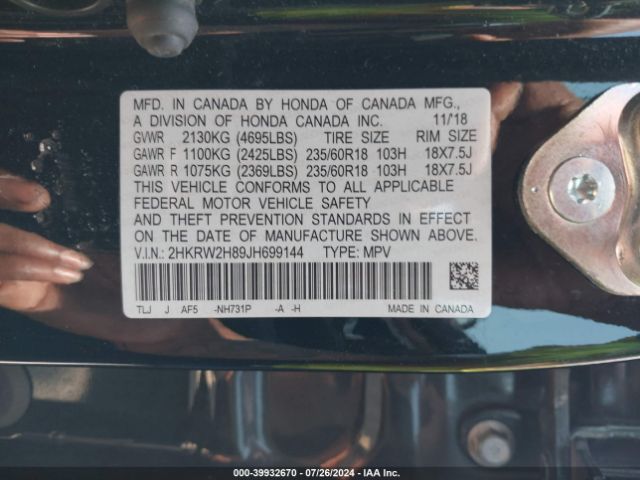 MFD. IN CANADA BY HONDA OF CANADA MFG.,
A DIVISION OF HONDA CANADA INC. 11/'18
GVWR 2130KG (4695LBS) TIRE SIZE RIM SIZE
GAWR F 1100KG (2425LBS) 235/60R18 103H 18X7.5J
GAWR R 1075KG (2369LBS) 235/60R18 103H 18X7.5J
THIS VEHICLE CONFORMS TO ALL APPLICABLE
FEDERAL MOTOR VEHICLE SAFETY
AND THEFT PREVENTION STANDARDS IN EFFECT
ON THE DATE OF MANUFACTURE SHOWN ABOVE.
V.I.N.: 2HKRW2H89JH699144 TYPE: MPV
TLJ J AF5 -NH731P -A -H MADE IN CANADA
000-39932670 - 07/26/2024 - IAA Inc.